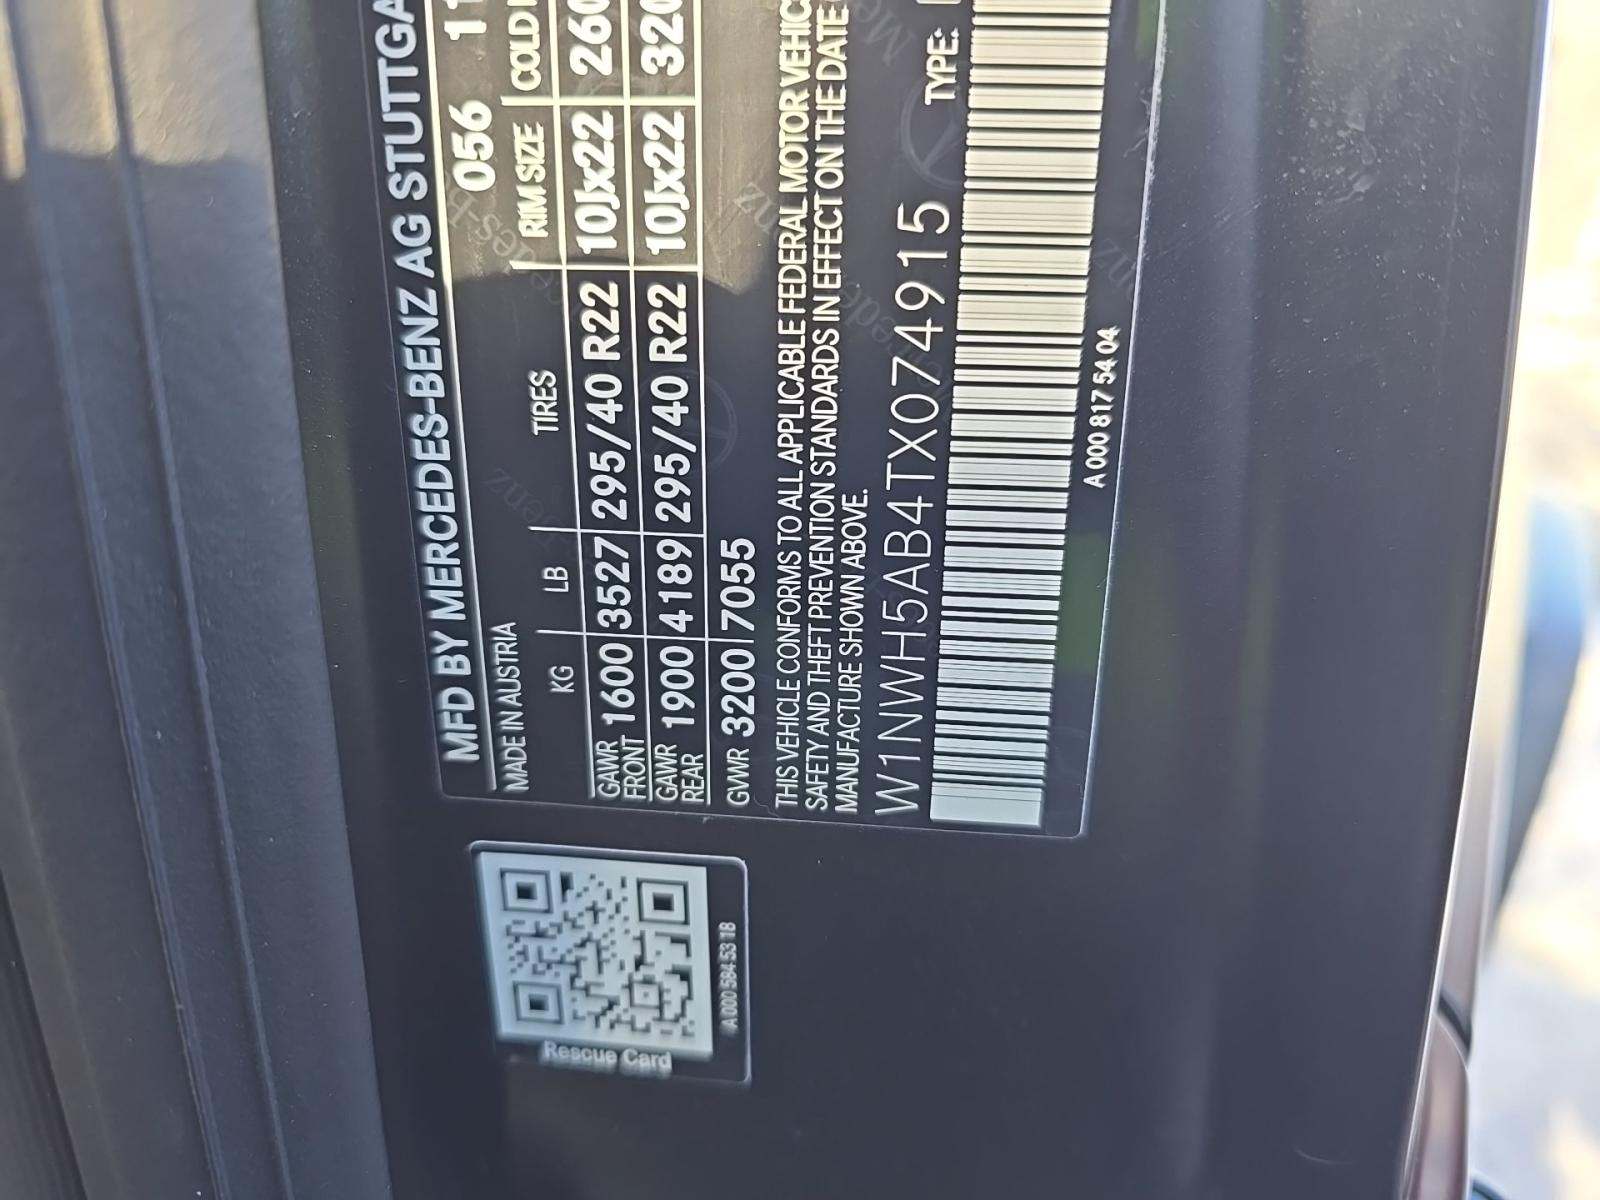 MFD BY MERCEDES-BENZ AG STUTTGA
MADE IN AUSTRIA 056 11
KG LB TIRES RIM SIZE COLD
GAWR FRONT 1600 3527 295/40 R22 10Jx22 260
GAWR REAR 1900 4189 295/40 R22 10Jx22 320
GVWR 3200 7055
THIS VEHICLE CONFORMS TO ALL APPLICABLE FEDERAL MOTOR VEHIC
SAFETY AND THEFT PREVENTION STANDARDS IN EFFECT ON THE DATE
MANUFACTURE SHOWN ABOVE.
W1NWH5AB4TX074915 TYPE:
A 000 817 54 04
Rescue Card
A 000 584 53 18